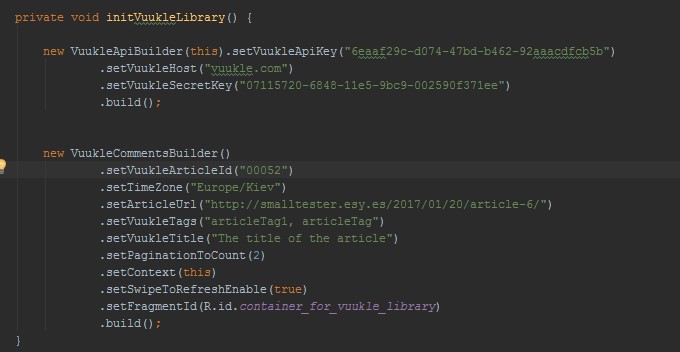 private void initVuukleLibrary() {
new VuukleApiBuilder(this).setVuukleApiKey("6eaaf29c-d074-47bd-b462-92aaacdfcb5b")
.setVuukleHost("vuukle.com")
.setVuukleSecretKey("07115720-6848-11e5-9bc9-002590f371ee")
.build();
new VuukleCommentsBuilder()
.setVuukleArticleId("00052")
.setTimeZone("Europe/Kiev")
.setArticleUrl("http://smalltester.esy.es/2017/01/20/article-6/")
.setVuukleTags("articleTag1, articleTag")
.setVuukleTitle("The title of the article")
.setPaginationToCount(2)
.setContext(this)
.setSwipeToRefreshEnable(true)
.setFragmentId(R.id.container_for_vuukle_library)
.build();
}